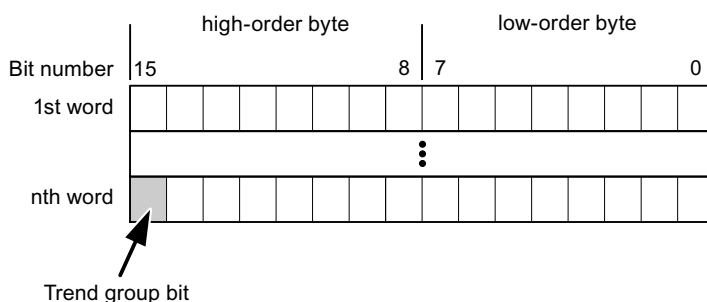 high-order byte low-order byte
Bit number 15 8 7 0
1st word
nth word
Trend group bit